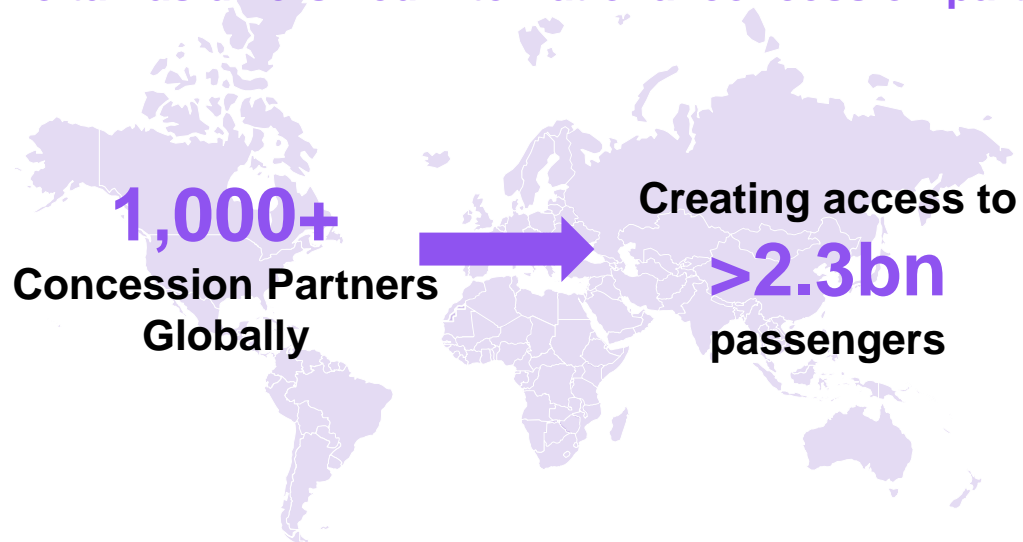 1,000+
Concession Partners
Globally
Creating access to
>2.3bn
passengers